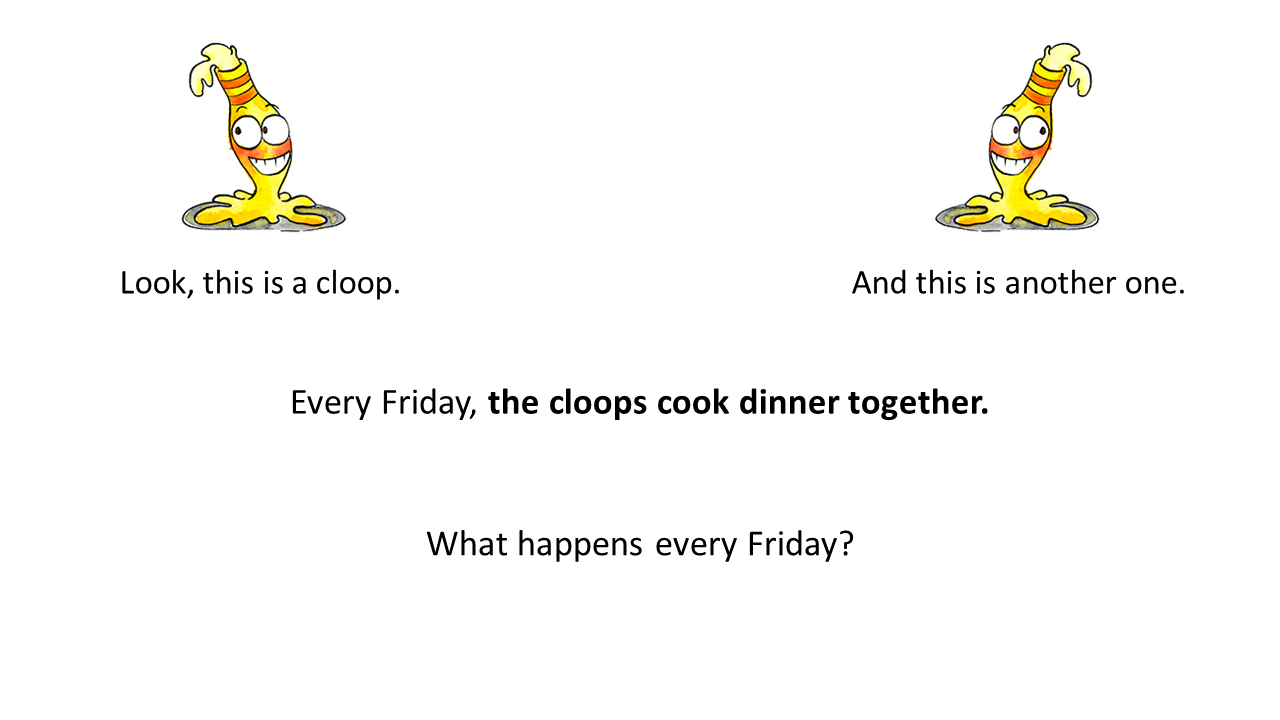 Look, this is a cloop.
And this is another one.
Every Friday, the cloops cook dinner together.
What happens every Friday?